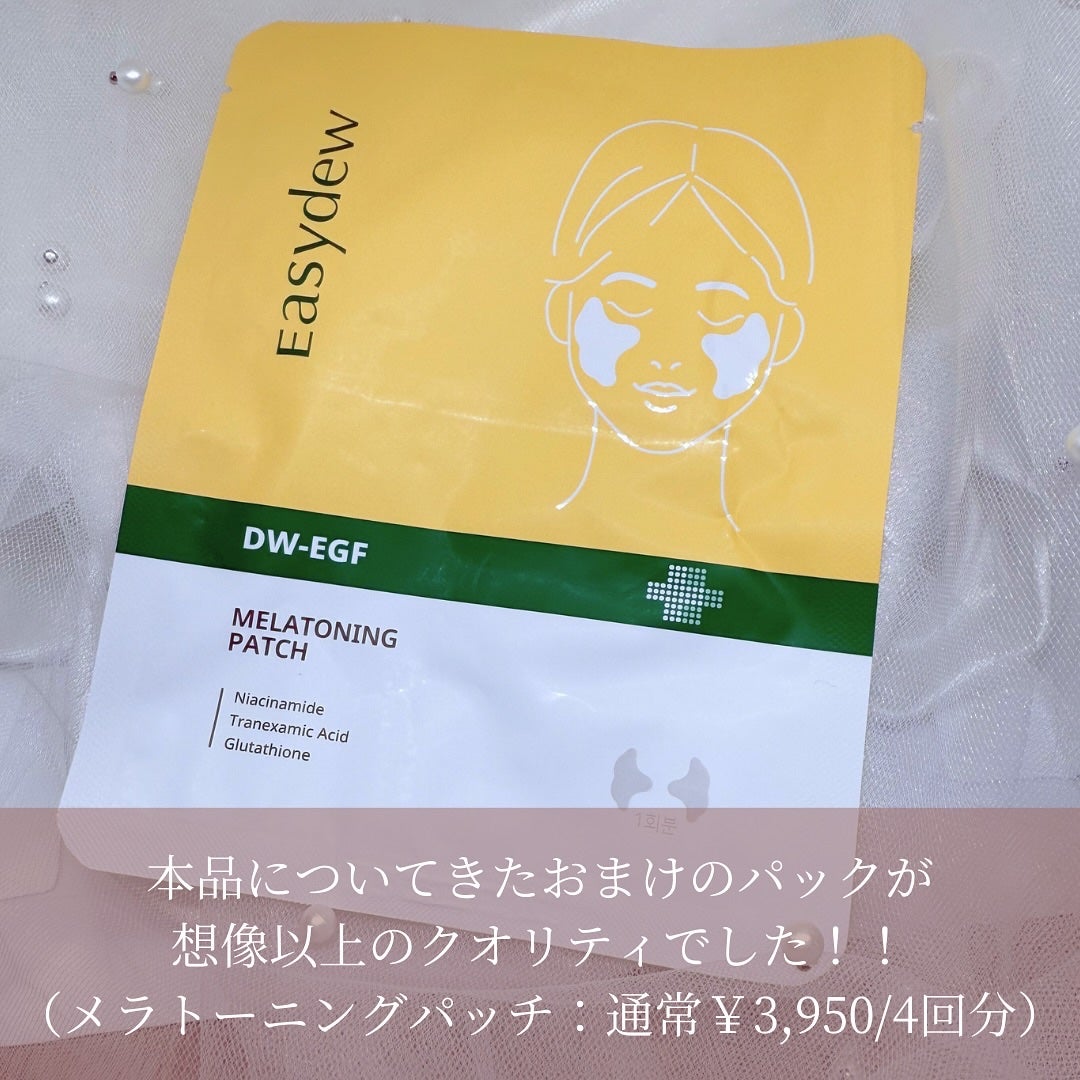 Easydew
DW-EGF
MELATONING
PATCH
Niacinamide
Tranexamic Acid
Glutathione
1회분
本品についてきたおまけのパックが
想像以上のクオリティでした！！
（メラトーニングパッチ：通常￥3,950/4回分）